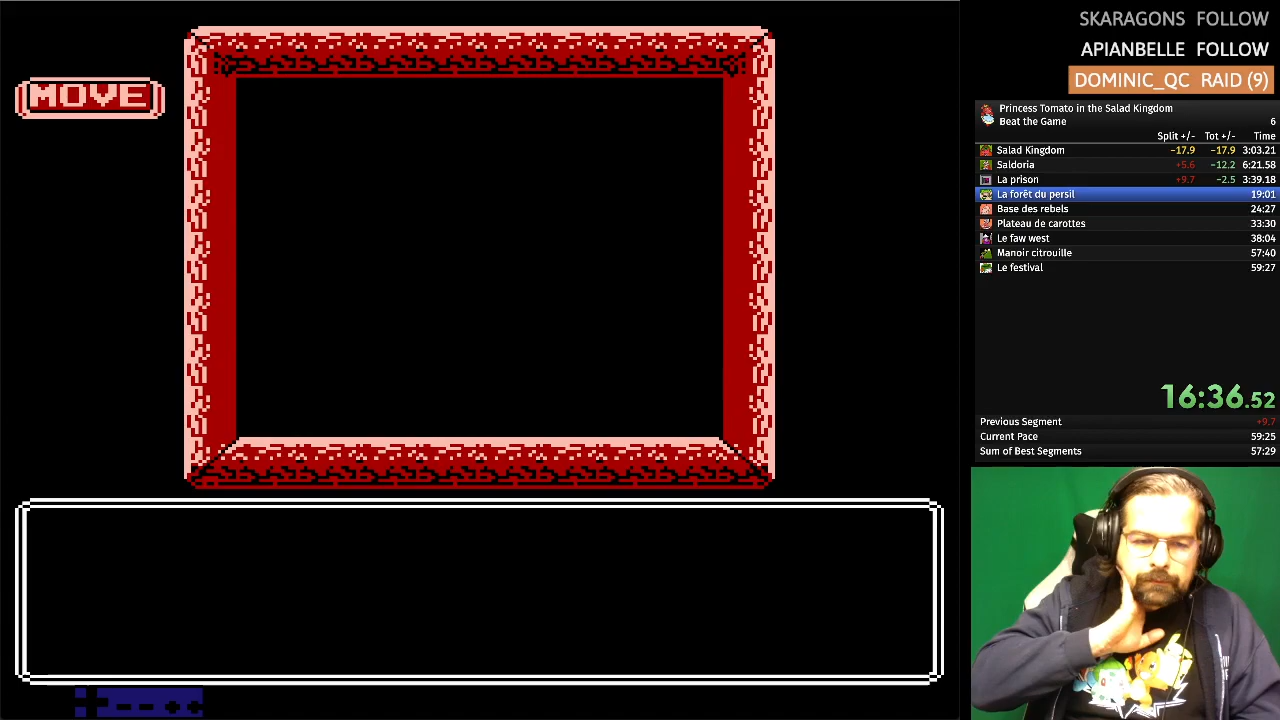 SKARAGONS FOLLOW
APIANBELLE FOLLOW
DOMINIC_QC RAID (9)
MOVE
Princess Tomato in the Salad Kingdom
Beat the Game 6
Split +/- Tot +/- Time
Salad Kingdom -17.9 -17.9 3:03.21
Saldoria +5.6 -12.2 6:21.58
La prison +9.7 -2.5 3:39.18
La forêt du persil 19:01
Base des rebels 24:27
Plateau de carottes 33:30
Le faw west 38:04
Manoir citrouille 57:40
Le festival 59:27
16:36.52
Previous Segment +9.7
Current Pace 59:25
Sum of Best Segments 57:29